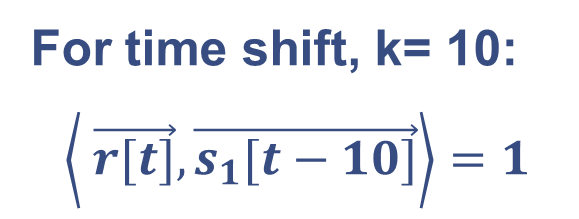 For time shift, k= 10:
⟨r[t], s₁[t − 10]⟩ = 1